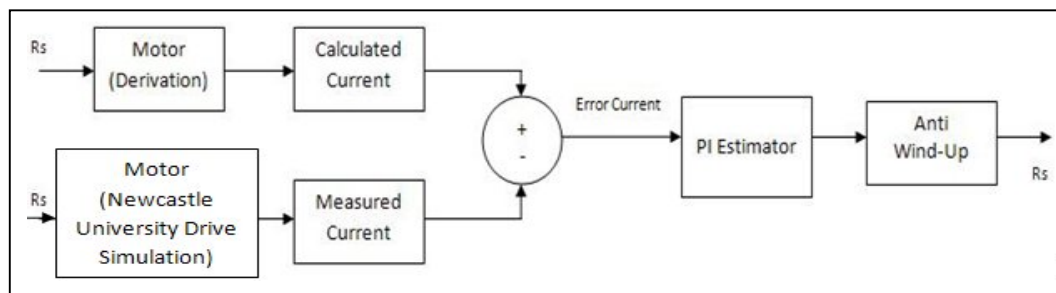 Rs
Motor
(Derivation)
Calculated
Current
+
-
Error Current
PI Estimator
Anti
Wind-Up
Rs
Rs
Motor
(Newcastle
University Drive
Simulation)
Measured
Current